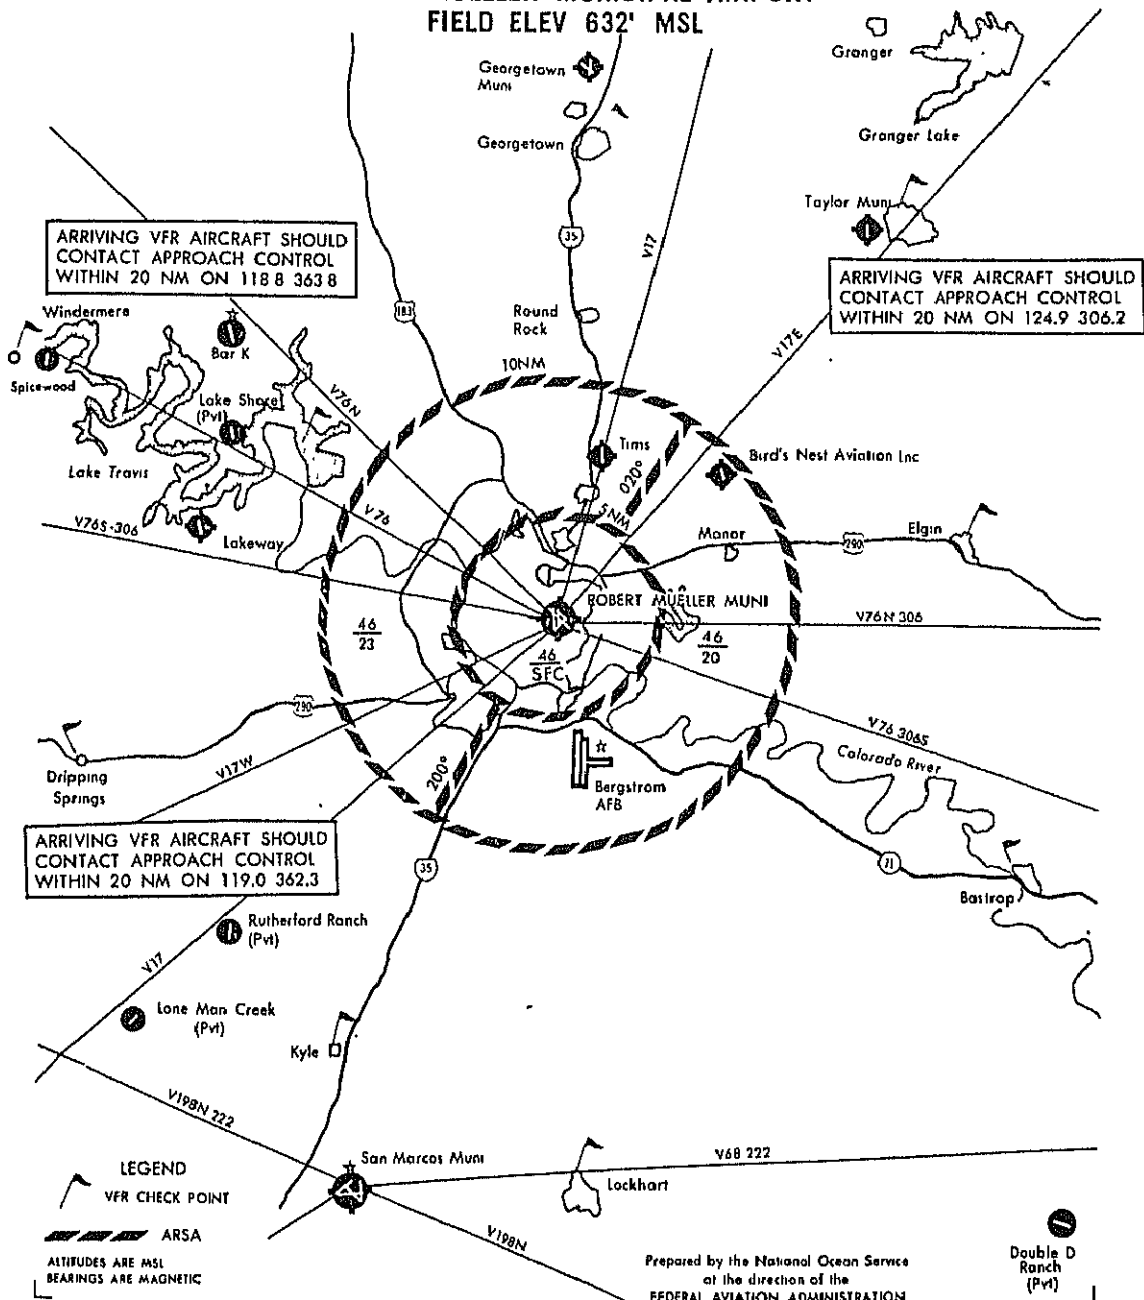 FIELD ELEV 632' MSL
Georgetown
Muni
Granger
Georgetown
Granger Lake
Taylor Muni
ARRIVING VFR AIRCRAFT SHOULD
CONTACT APPROACH CONTROL
WITHIN 20 NM ON 118 8 363 8
35
V17
ARRIVING VFR AIRCRAFT SHOULD
CONTACT APPROACH CONTROL
WITHIN 20 NM ON 124.9 306.2
Windermere
183
Round
Rock
Bar K
V17E
Spicewood
10NM
V76N
Lake Shore
(Pvt)
Tims
Bird's Nest Aviation Inc
Lake Travis
020°
V 76
5NM
V76S-306
Lakeway
Manor
290
Elgin
ROBERT MUELLER MUNI
V76N 306
46
23
46
SFC
46
20
290
V76 306S
Dripping
Springs
V17W
200°
Bergstrom
AFB
Colorado River
ARRIVING VFR AIRCRAFT SHOULD
CONTACT APPROACH CONTROL
WITHIN 20 NM ON 119.0 362.3
35
71
Bastrop
Rutherford Ranch
(Pvt)
V17
Lone Man Creek
(Pvt)
Kyle
V198N 222
San Marcos Muni
V68 222
Lockhart
V198N
LEGEND
VFR CHECK POINT
ARSA
ALTITUDES ARE MSL
BEARINGS ARE MAGNETIC
Prepared by the National Ocean Service
at the direction of the
FEDERAL AVIATION ADMINISTRATION
Double D
Ranch
(Pvt)